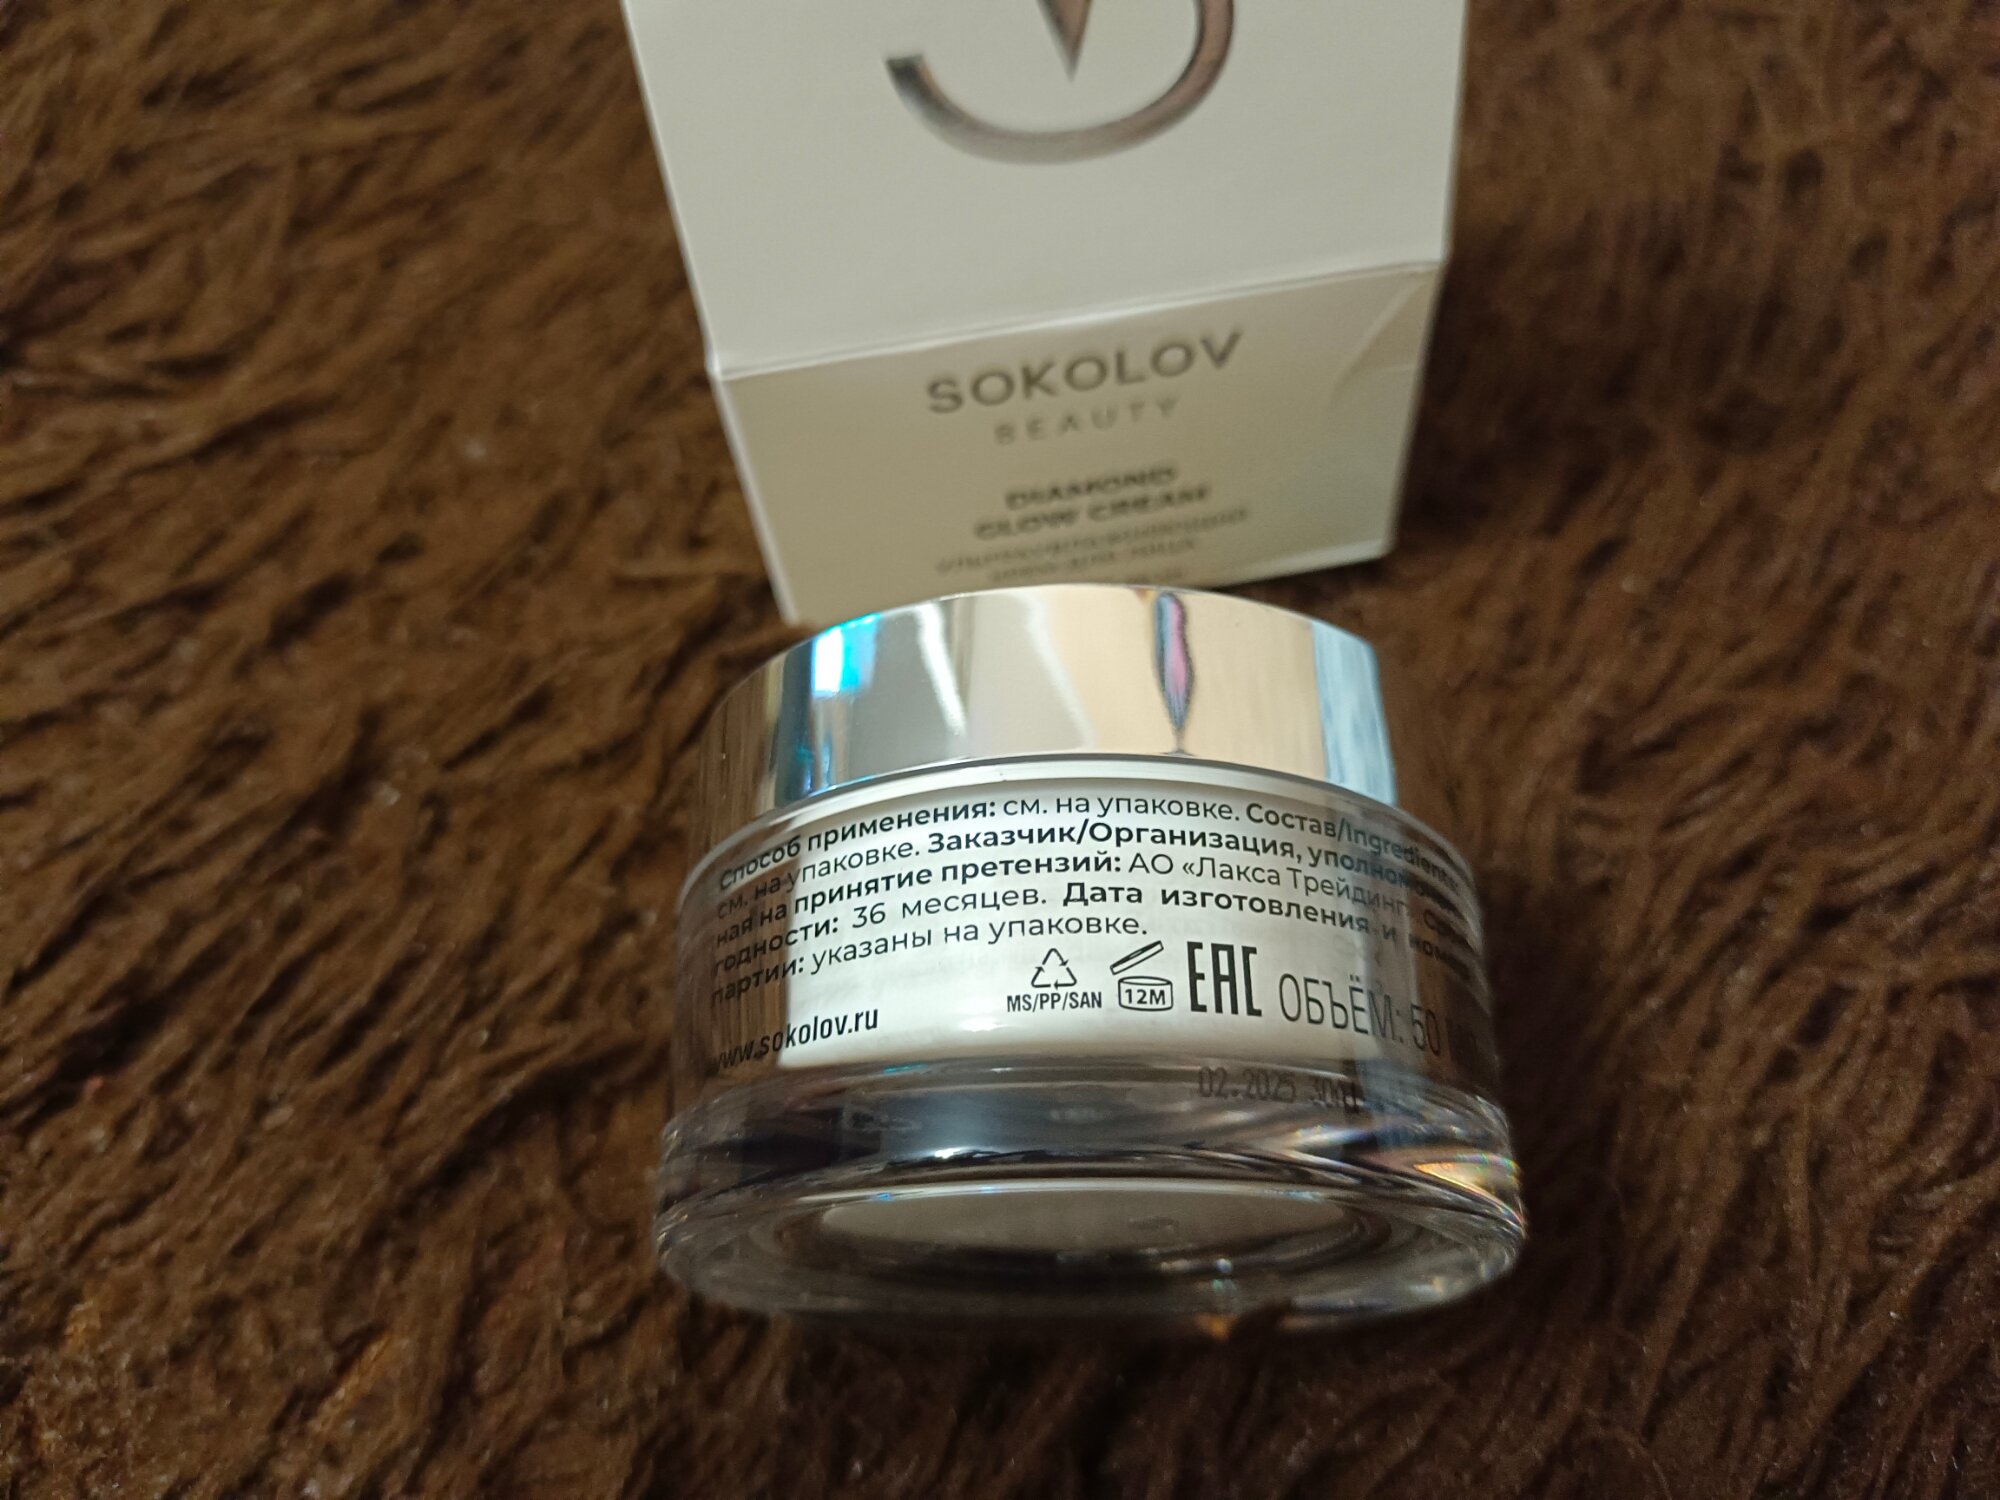 SOKOLOV
BEAUTY
DIAMOND
GLOW CREAM
Способ применения: см. на упаковке. Состав/Ingredients:
см. на упаковке. Заказчик/Организация, уполномочен-
ная на принятие претензий: АО «Лакса Трейдинг». Срок
годности: 36 месяцев. Дата изготовления и номер
партии: указаны на упаковке.
MS/PP/SAN
12M
EAC
ОБЪЁМ: 50 мл
www.sokolov.ru
02.2025